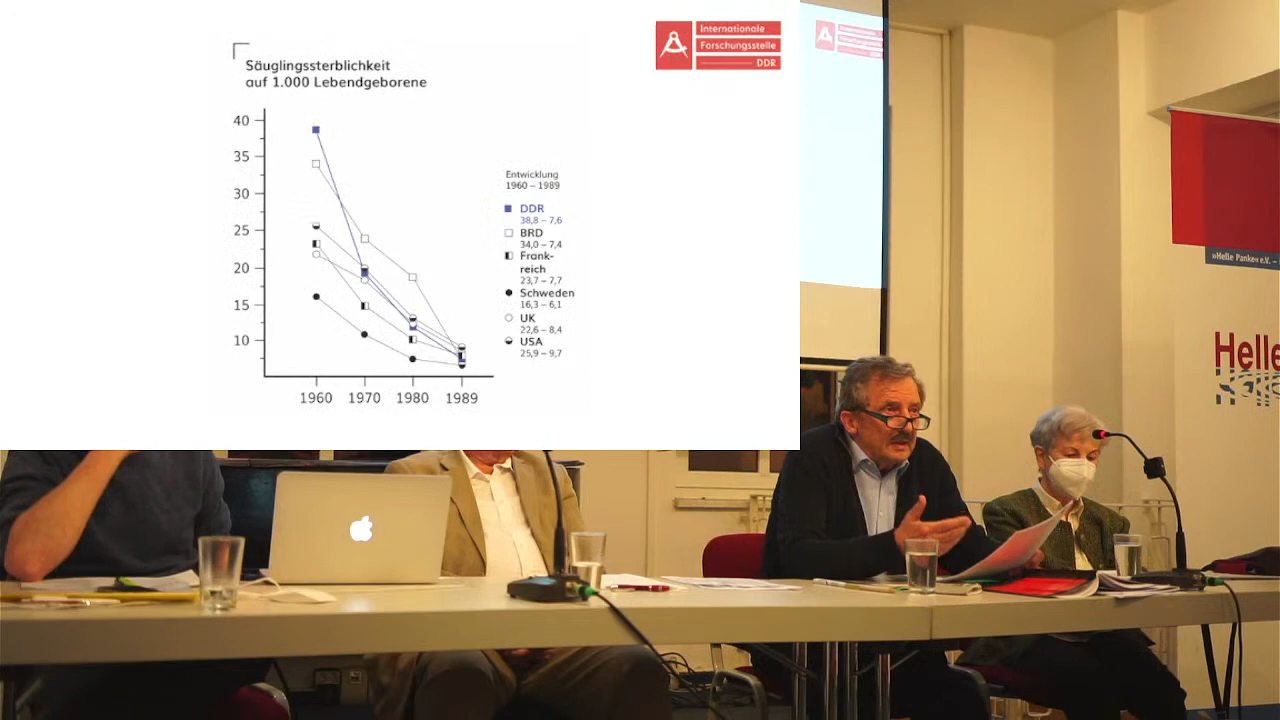 Säuglingssterblichkeit
auf 1.000 Lebendgeborene
Internationale
Forschungsstelle
DDR
40
35
30
25
20
15
10
1960
1970
1980
1989
Entwicklung
1960 – 1989
DDR
38,8 – 7,6
BRD
34,0 – 7,4
Frank-
reich
23,7 – 7,7
Schweden
16,3 – 6,1
UK
22,6 – 8,4
USA
25,9 – 9,7
»Helle Panke« e.V. –
Helle